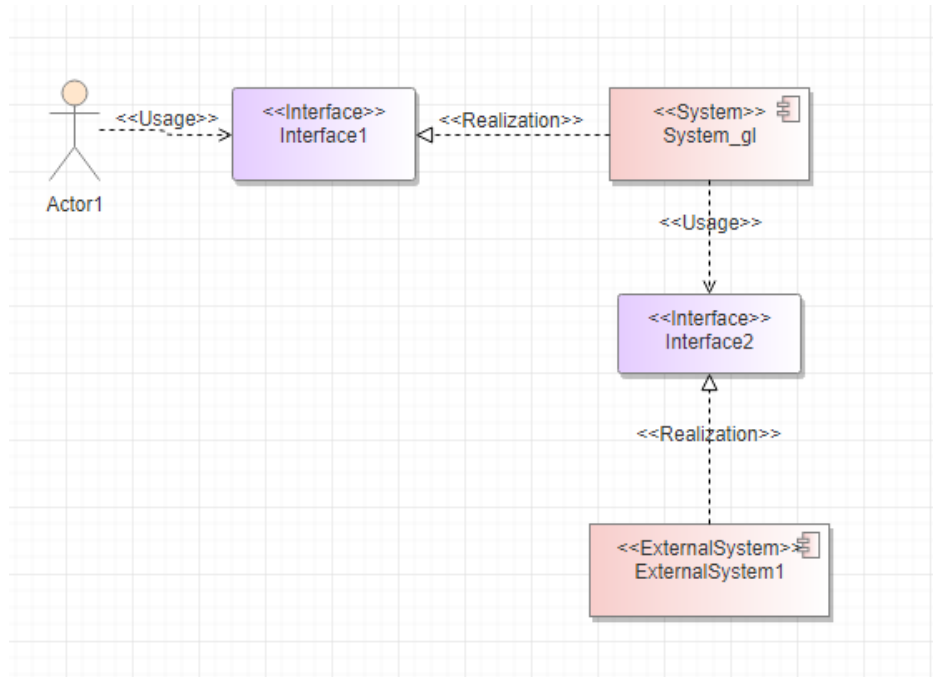 <<Usage>>
<<Interface>>
Interface1
<<Realization>>
<<System>>
System_gl
Actor1
<<Usage>>
<<Interface>>
Interface2
<<Realization>>
<<ExternalSystem>>
ExternalSystem1